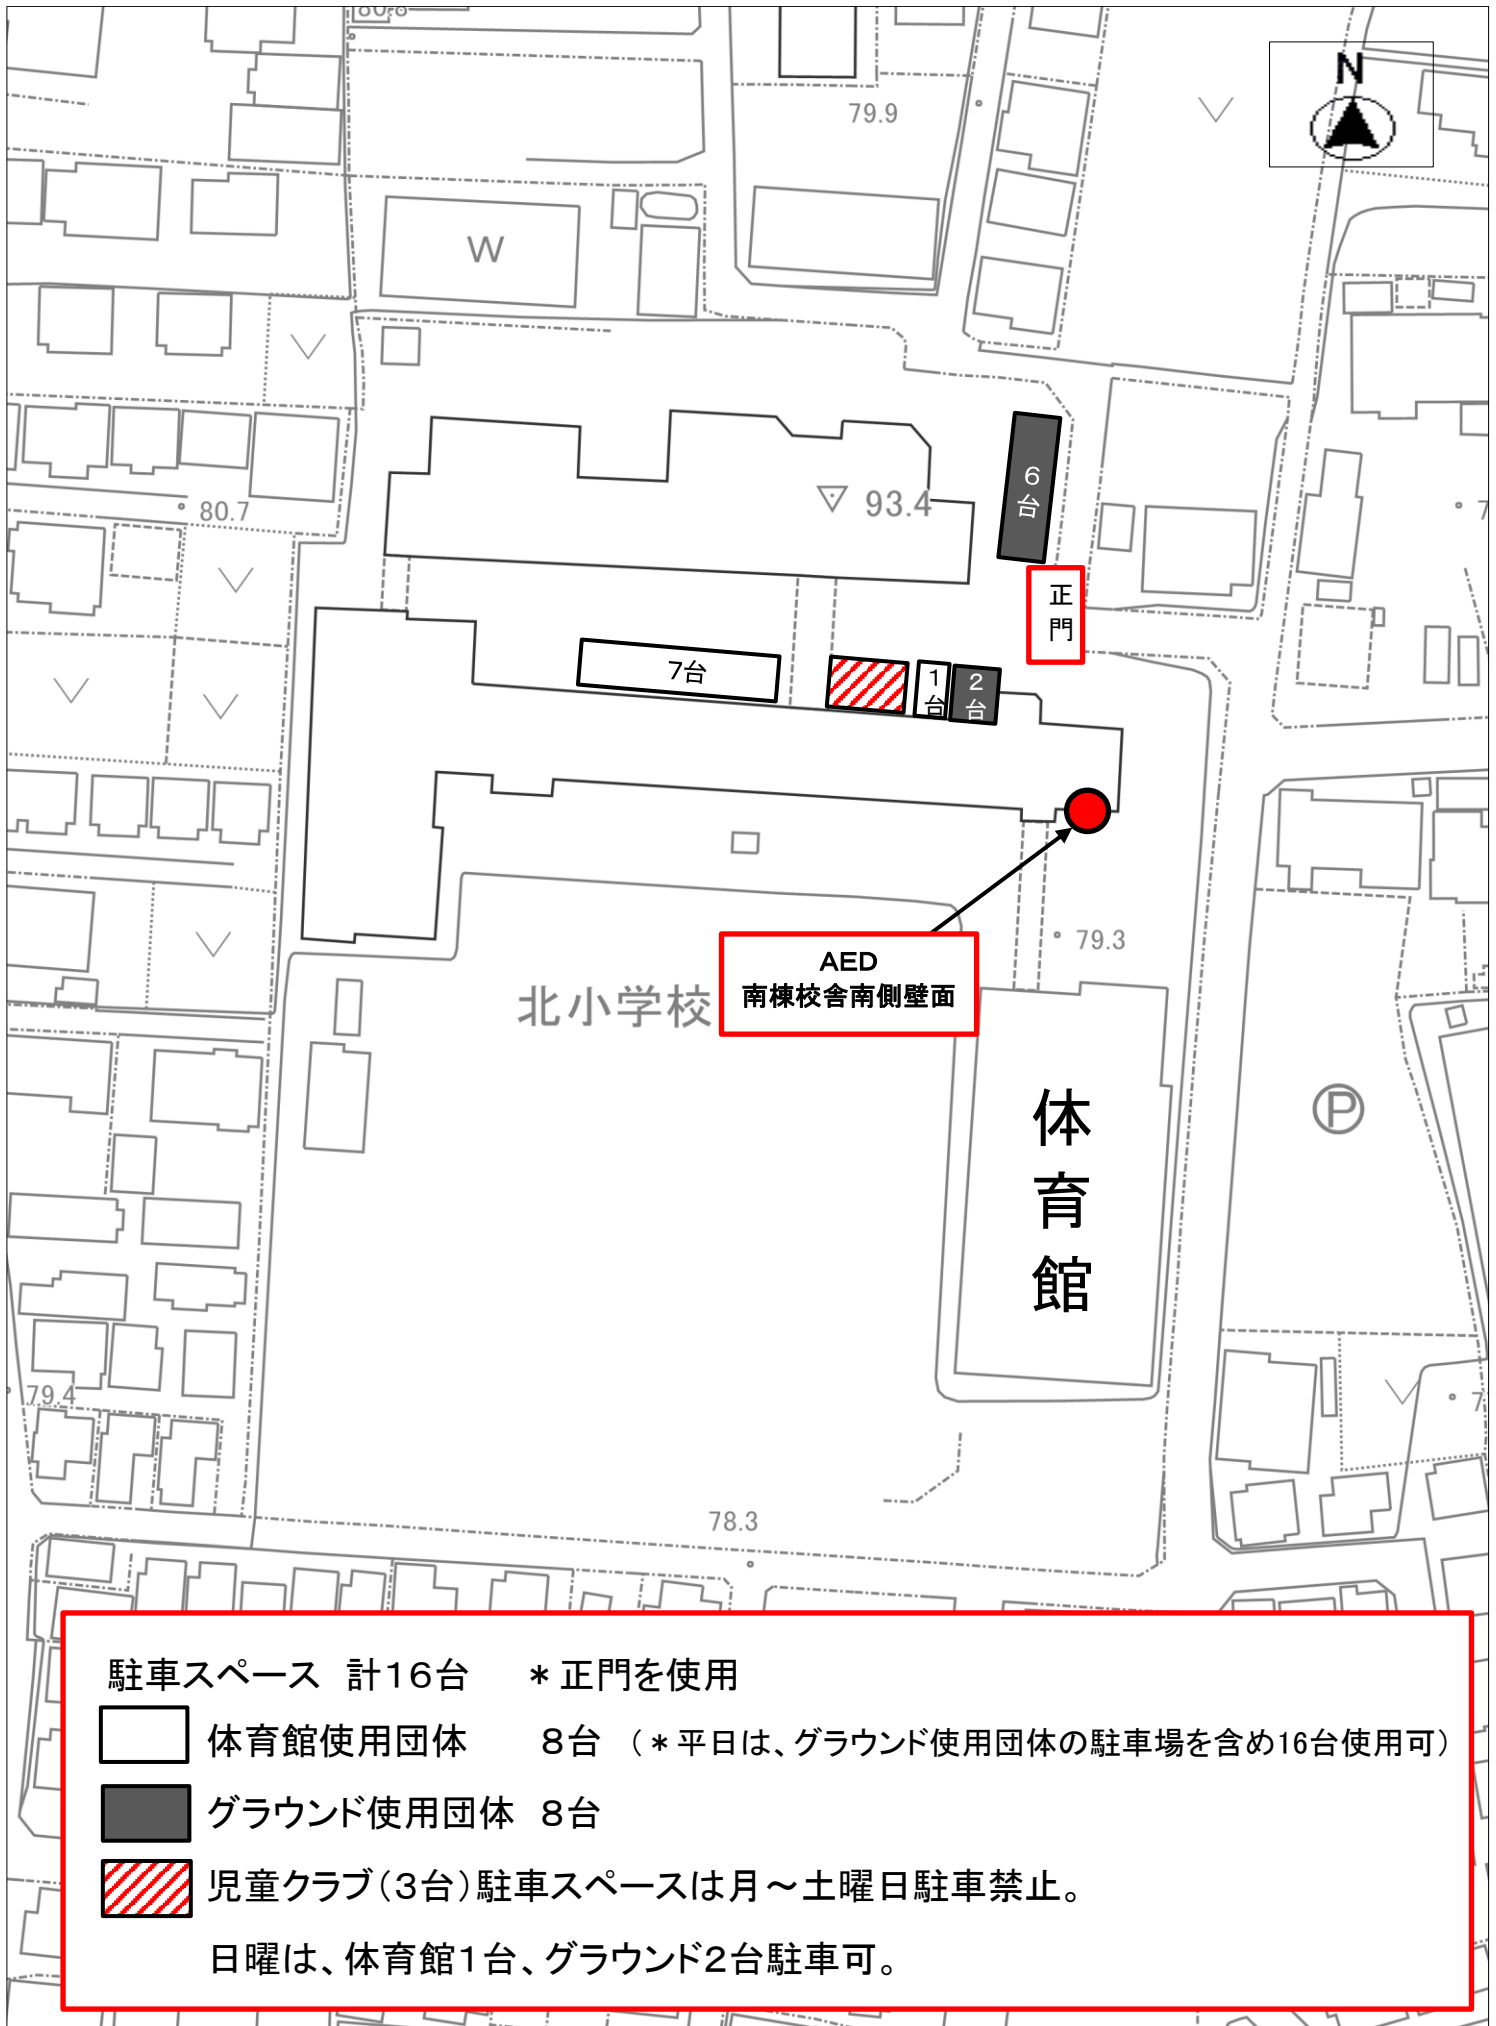 80.8
N
79.9
W
6
台
93.4
80.7
正
門
7台
1
台
2
台
79.3
AED
南棟校舎南側壁面
北小学校
P
体
育
館
79.4
78.3
駐車スペース 計16台 *正門を使用
体育館使用団体 8台 (*平日は、グラウンド使用団体の駐車場を含め16台使用可)
グラウンド使用団体 8台
児童クラブ(3台)駐車スペースは月~土曜日駐車禁止。
日曜は、体育館1台、グラウンド2台駐車可。